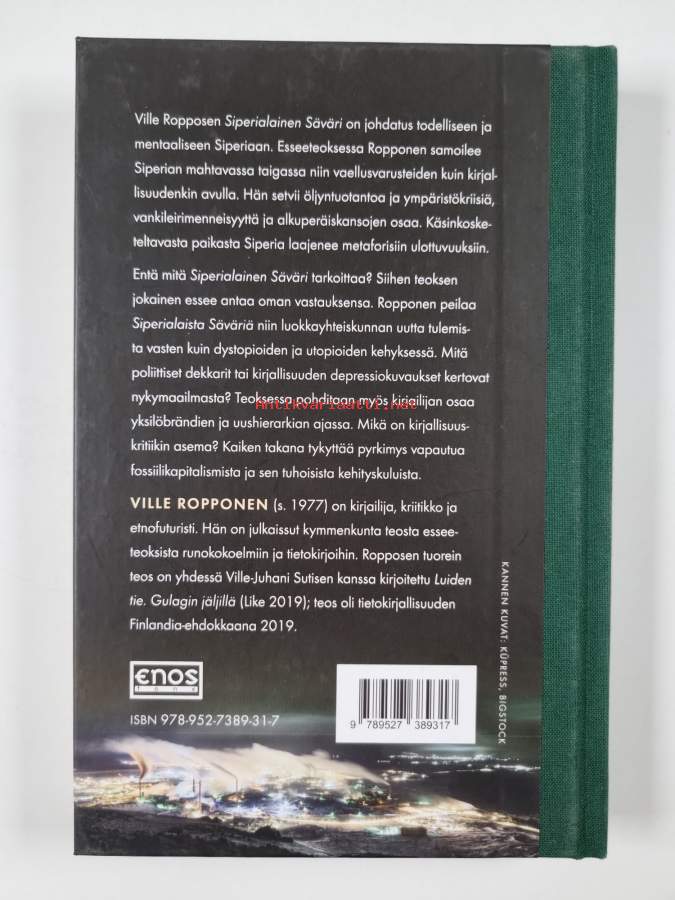 Ville Ropposen Siperialainen Säväri on johdatus todelliseen ja
mentaaliseen Siperiaan. Esseeteoksessa Ropponen samoilee
Siperian mahtavassa taigassa niin vaellusvarusteiden kuin kirjal-
lisuudenkin avulla. Hän setvii öljyntuotantoa ja ympäristökriisiä,
vankileirimenneisyyttä ja alkuperäiskansojen osaa. Käsinkoske-
teltavasta paikasta Siperia laajenee metaforisiin ulottuvuuksiin.
Entä mitä Siperialainen Säväri tarkoittaa? Siihen teoksen
jokainen essee antaa oman vastauksensa. Ropponen peilaa
Siperialaista Säväriä niin luokkayhteiskunnan uutta tulemis-
ta vasten kuin dystopioiden ja utopioiden kehyksessä. Mitä
poliittiset dekkarit tai kirjallisuuden depressiokuvaukset kertovat
nykymaailmasta? Teoksessa pohditaan myös kirjailijan osaa
Antikvariaatti.net
yksilöbrändien ja uushierarkian ajassa. Mikä on kirjallisuus-
kritiikin asema? Kaiken takana tykyttää pyrkimys vapautua
fossiilikapitalismista ja sen tuhoisista kehityskuluista.
VILLE ROPPONEN (s. 1977) on kirjailija, kriitikko ja
etnofuturisti. Hän on julkaissut kymmenkunta teosta essee-
teoksista runokokoelmiin ja tietokirjoihin. Ropposen tuorein
teos on yhdessä Ville-Juhani Sutisen kanssa kirjoitettu Luiden
tie. Gulagin jäljillä (Like 2019); teos oli tietokirjallisuuden
Finlandia-ehdokkaana 2019.
KANNEN KUVAT: KÜPRESS, BIGSTOCK
enostone
ISBN 978-952-7389-31-7
9 789527 389317